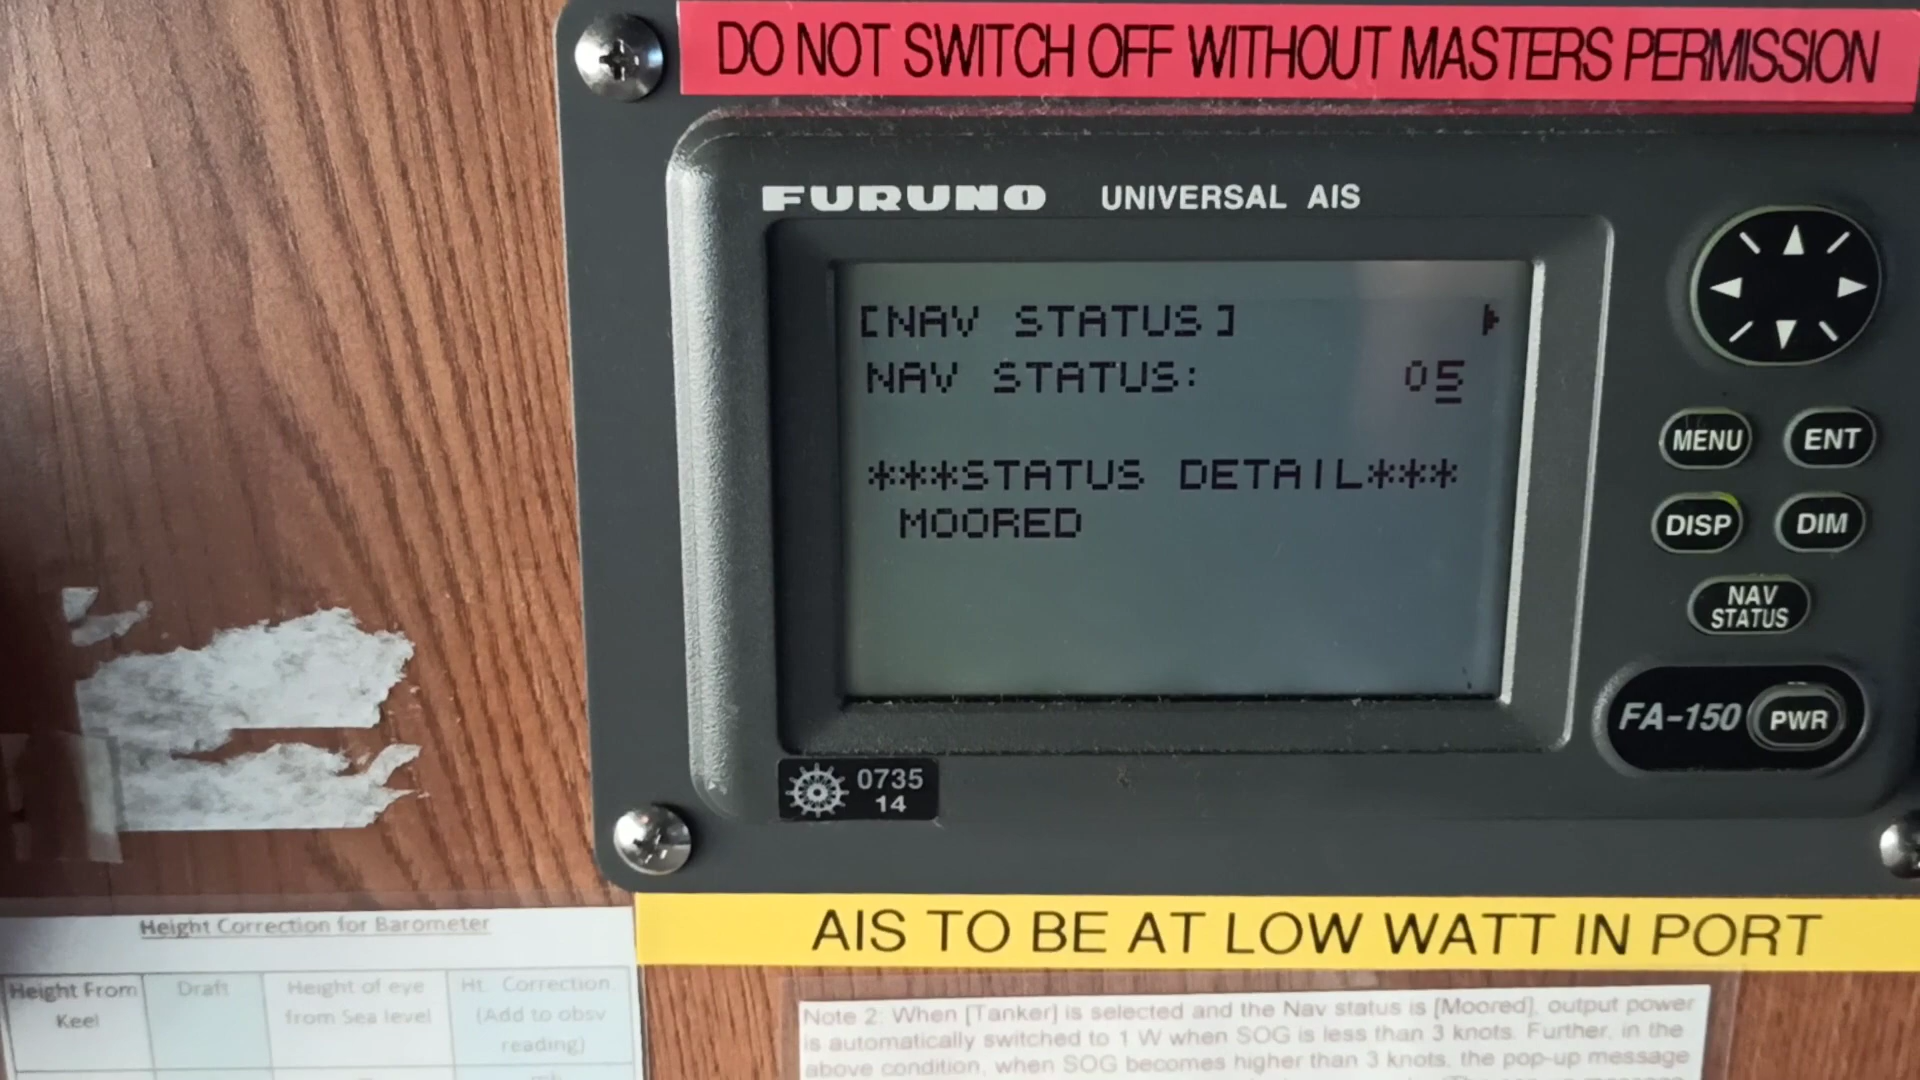 DO NOT SWITCH OFF WITHOUT MASTERS PERMISSION
FURUNO UNIVERSAL AIS
[NAV STATUS]
NAV STATUS: 05
***STATUS DETAIL***
MOORED
MENU ENT
DISP DIM
NAV
STATUS
FA-150 PWR
0735
14
AIS TO BE AT LOW WATT IN PORT
Height Correction for Barometer
Height From
Keel
Draft
Height of eye
from Sea level
Ht. Correction
(Add to obsv
reading)
Note 2: When [Tanker] is selected and the Nav status is [Moored], output power
is automatically switched to 1 W when SOG is less than 3 knots. Further, in the
above condition, when SOG becomes higher than 3 knots, the pop-up message